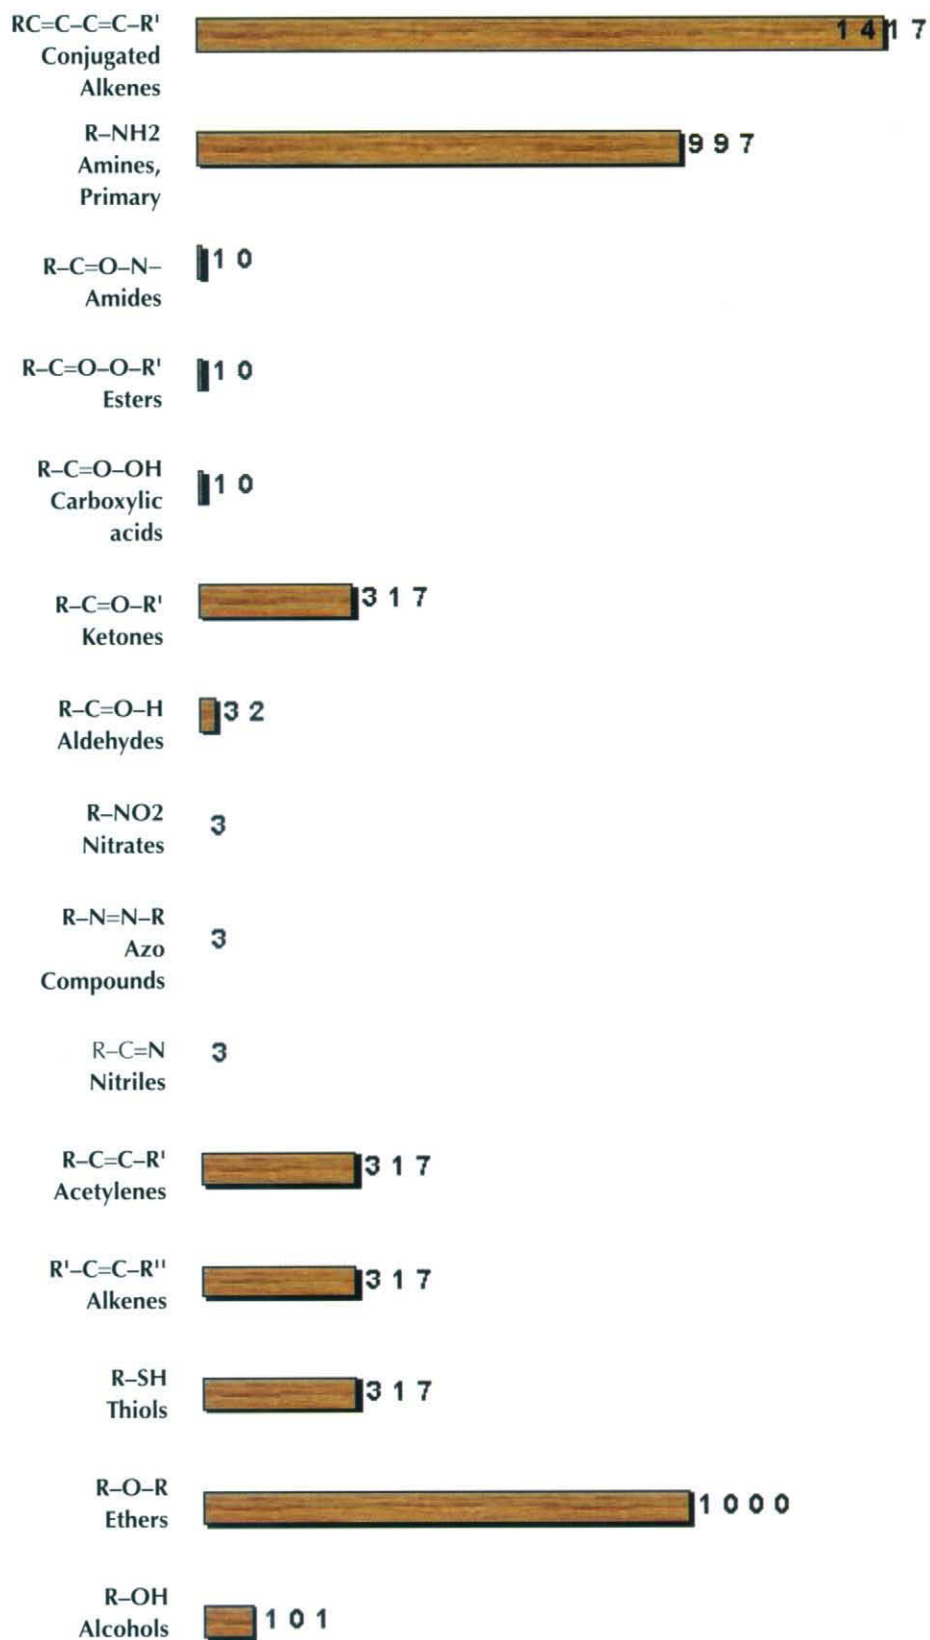 RC=C–C=C–R'
Conjugated
Alkenes
1417
R–NH2
Amines,
Primary
997
R–C=O–N–
Amides
10
R–C=O–O–R'
Esters
10
R–C=O–OH
Carboxylic
acids
10
R–C=O–R'
Ketones
317
R–C=O–H
Aldehydes
32
R–NO2
Nitrates
3
R–N=N–R
Azo
Compounds
3
R–C=N
Nitriles
3
R–C=C–R'
Acetylenes
317
R'–C=C–R''
Alkenes
317
R–SH
Thiols
317
R–O–R
Ethers
1000
R–OH
Alcohols
101